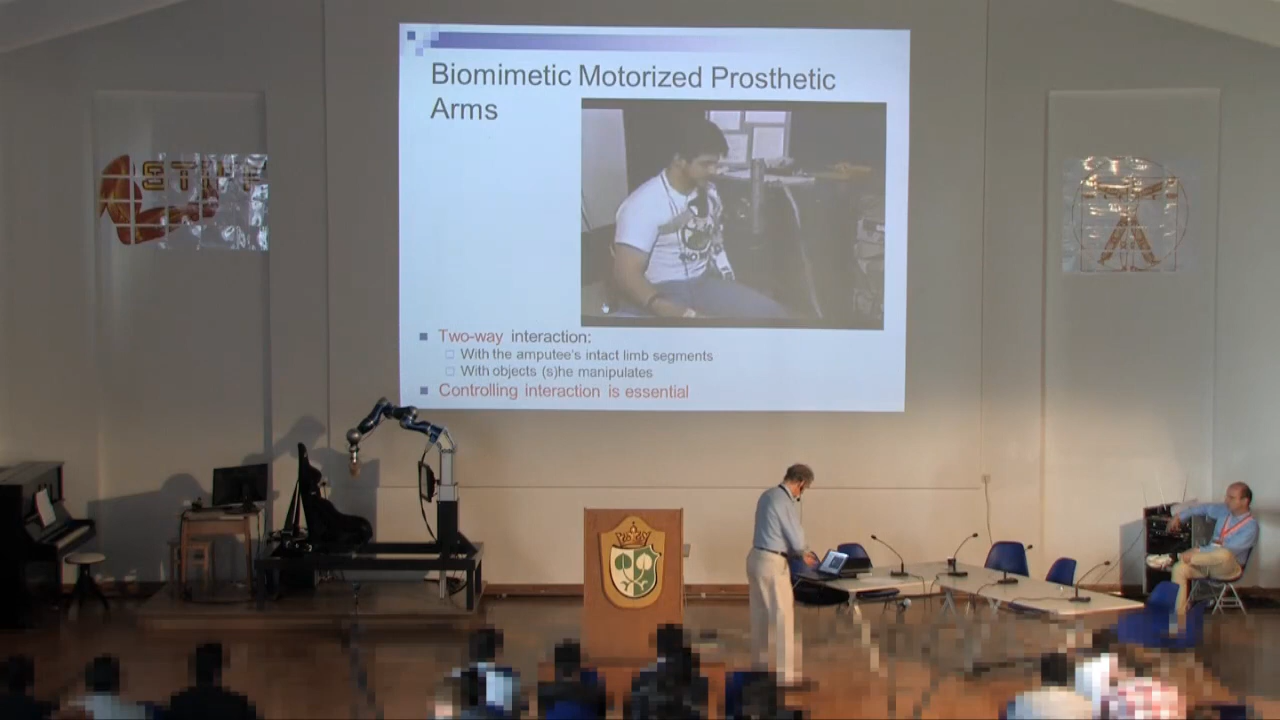 Biomimetic Motorized Prosthetic
Arms
STIFF
Two-way interaction:
With the amputee's intact limb segments
With objects (s)he manipulates
Controlling interaction is essential